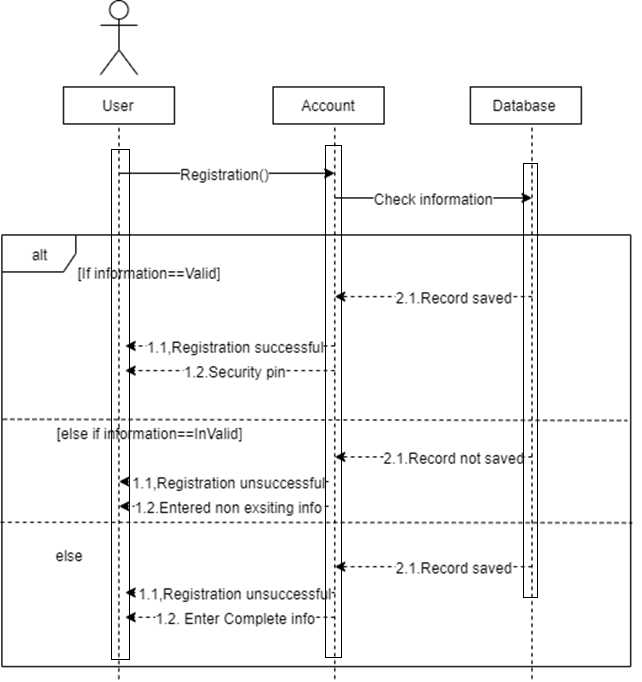 User
Account
Database
Registration()
Check information
alt
[If information==Valid]
2.1.Record saved
1.1,Registration successful
1.2.Security pin
[else if information==InValid]
2.1.Record not saved
1.1,Registration unsuccessful
1.2.Entered non exsiting info
else
2.1.Record saved
1.1,Registration unsuccessful
1.2. Enter Complete info